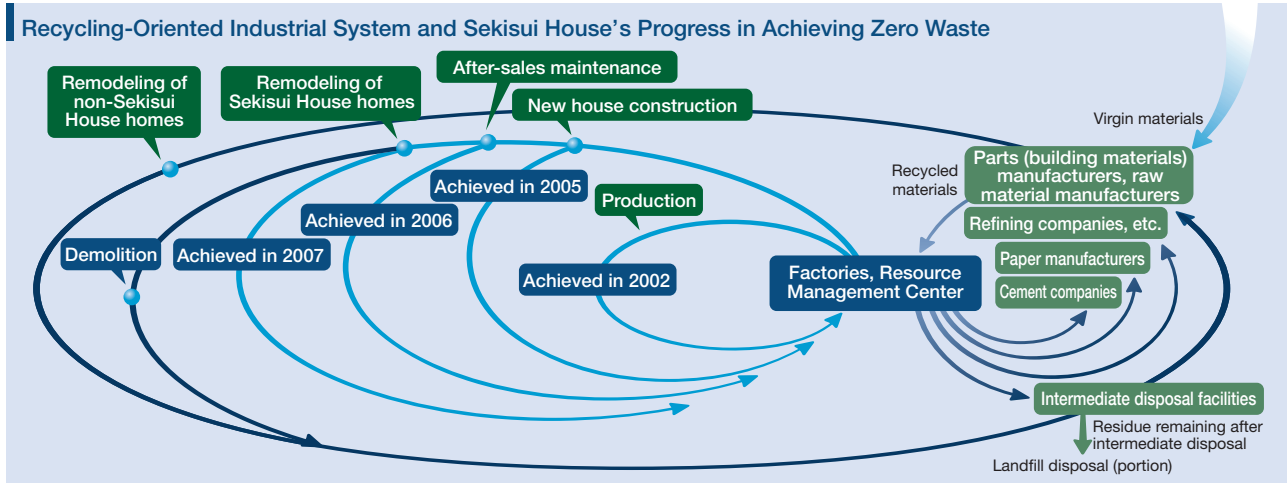 Recycling-Oriented Industrial System and Sekisui House's Progress in Achieving Zero Waste
Remodeling of
non-Sekisui
House homes
Remodeling of
Sekisui House homes
After-sales maintenance
New house construction
Virgin materials
Parts (building materials)
manufacturers, raw
material manufacturers
Recycled
materials
Achieved in 2005
Production
Achieved in 2006
Refining companies, etc.
Demolition
Achieved in 2007
Achieved in 2002
Factories, Resource
Management Center
Paper manufacturers
Cement companies
Intermediate disposal facilities
Residue remaining after
intermediate disposal
Landfill disposal (portion)